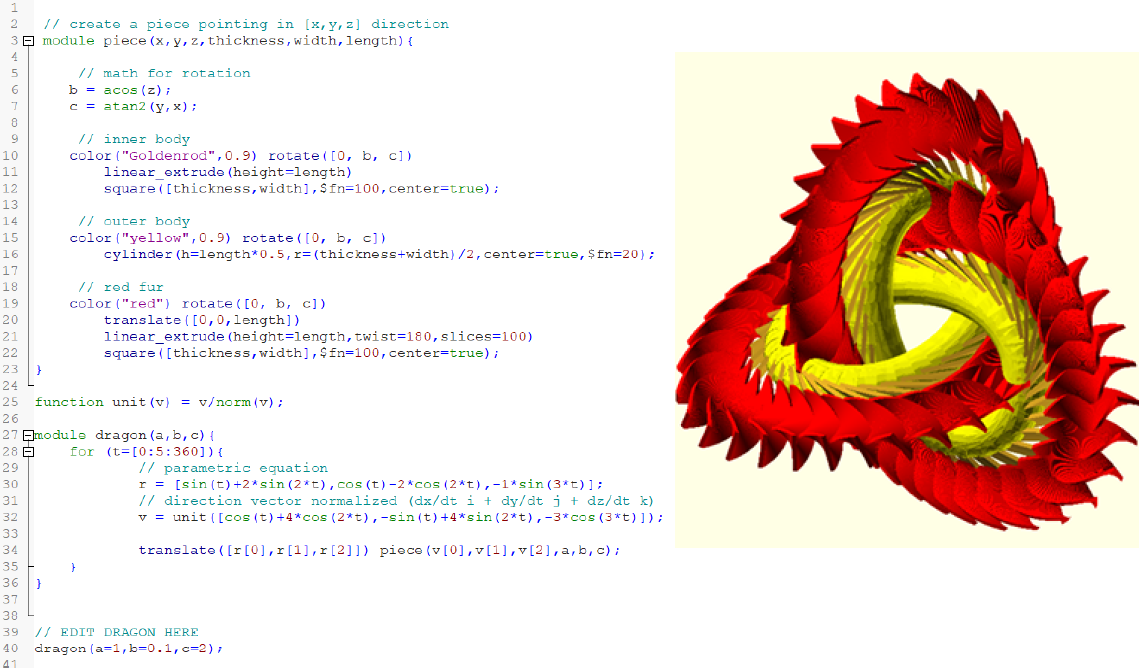 1
2 // create a piece pointing in [x,y,z] direction
3 module piece(x,y,z,thickness,width,length){
4
5 // math for rotation
6 b = acos(z);
7 c = atan2(y,x);
8
9 // inner body
10 color("Goldenrod",0.9) rotate([0, b, c])
11 linear_extrude(height=length)
12 square([thickness,width],$fn=100,center=true);
13
14 // outer body
15 color("yellow",0.9) rotate([0, b, c])
16 cylinder(h=length*0.5,r=(thickness+width)/2,center=true,$fn=20);
17
18 // red fur
19 color("red") rotate([0, b, c])
20 translate([0,0,length])
21 linear_extrude(height=length,twist=180,slices=100)
22 square([thickness,width],$fn=100,center=true);
23 }
24
25 function unit(v) = v/norm(v);
26
27 module dragon(a,b,c){
28 for (t=[0:5:360]){
29 // parametric equation
30 r = [sin(t)+2*sin(2*t),cos(t)-2*cos(2*t),-1*sin(3*t)];
31 // direction vector normalized (dx/dt i + dy/dt j + dz/dt k)
32 v = unit([cos(t)+4*cos(2*t),-sin(t)+4*sin(2*t),-3*cos(3*t)]);
33
34 translate([r[0],r[1],r[2]]) piece(v[0],v[1],v[2],a,b,c);
35 }
36 }
37
38
39 // EDIT DRAGON HERE
40 dragon(a=1,b=0.1,c=2);
41